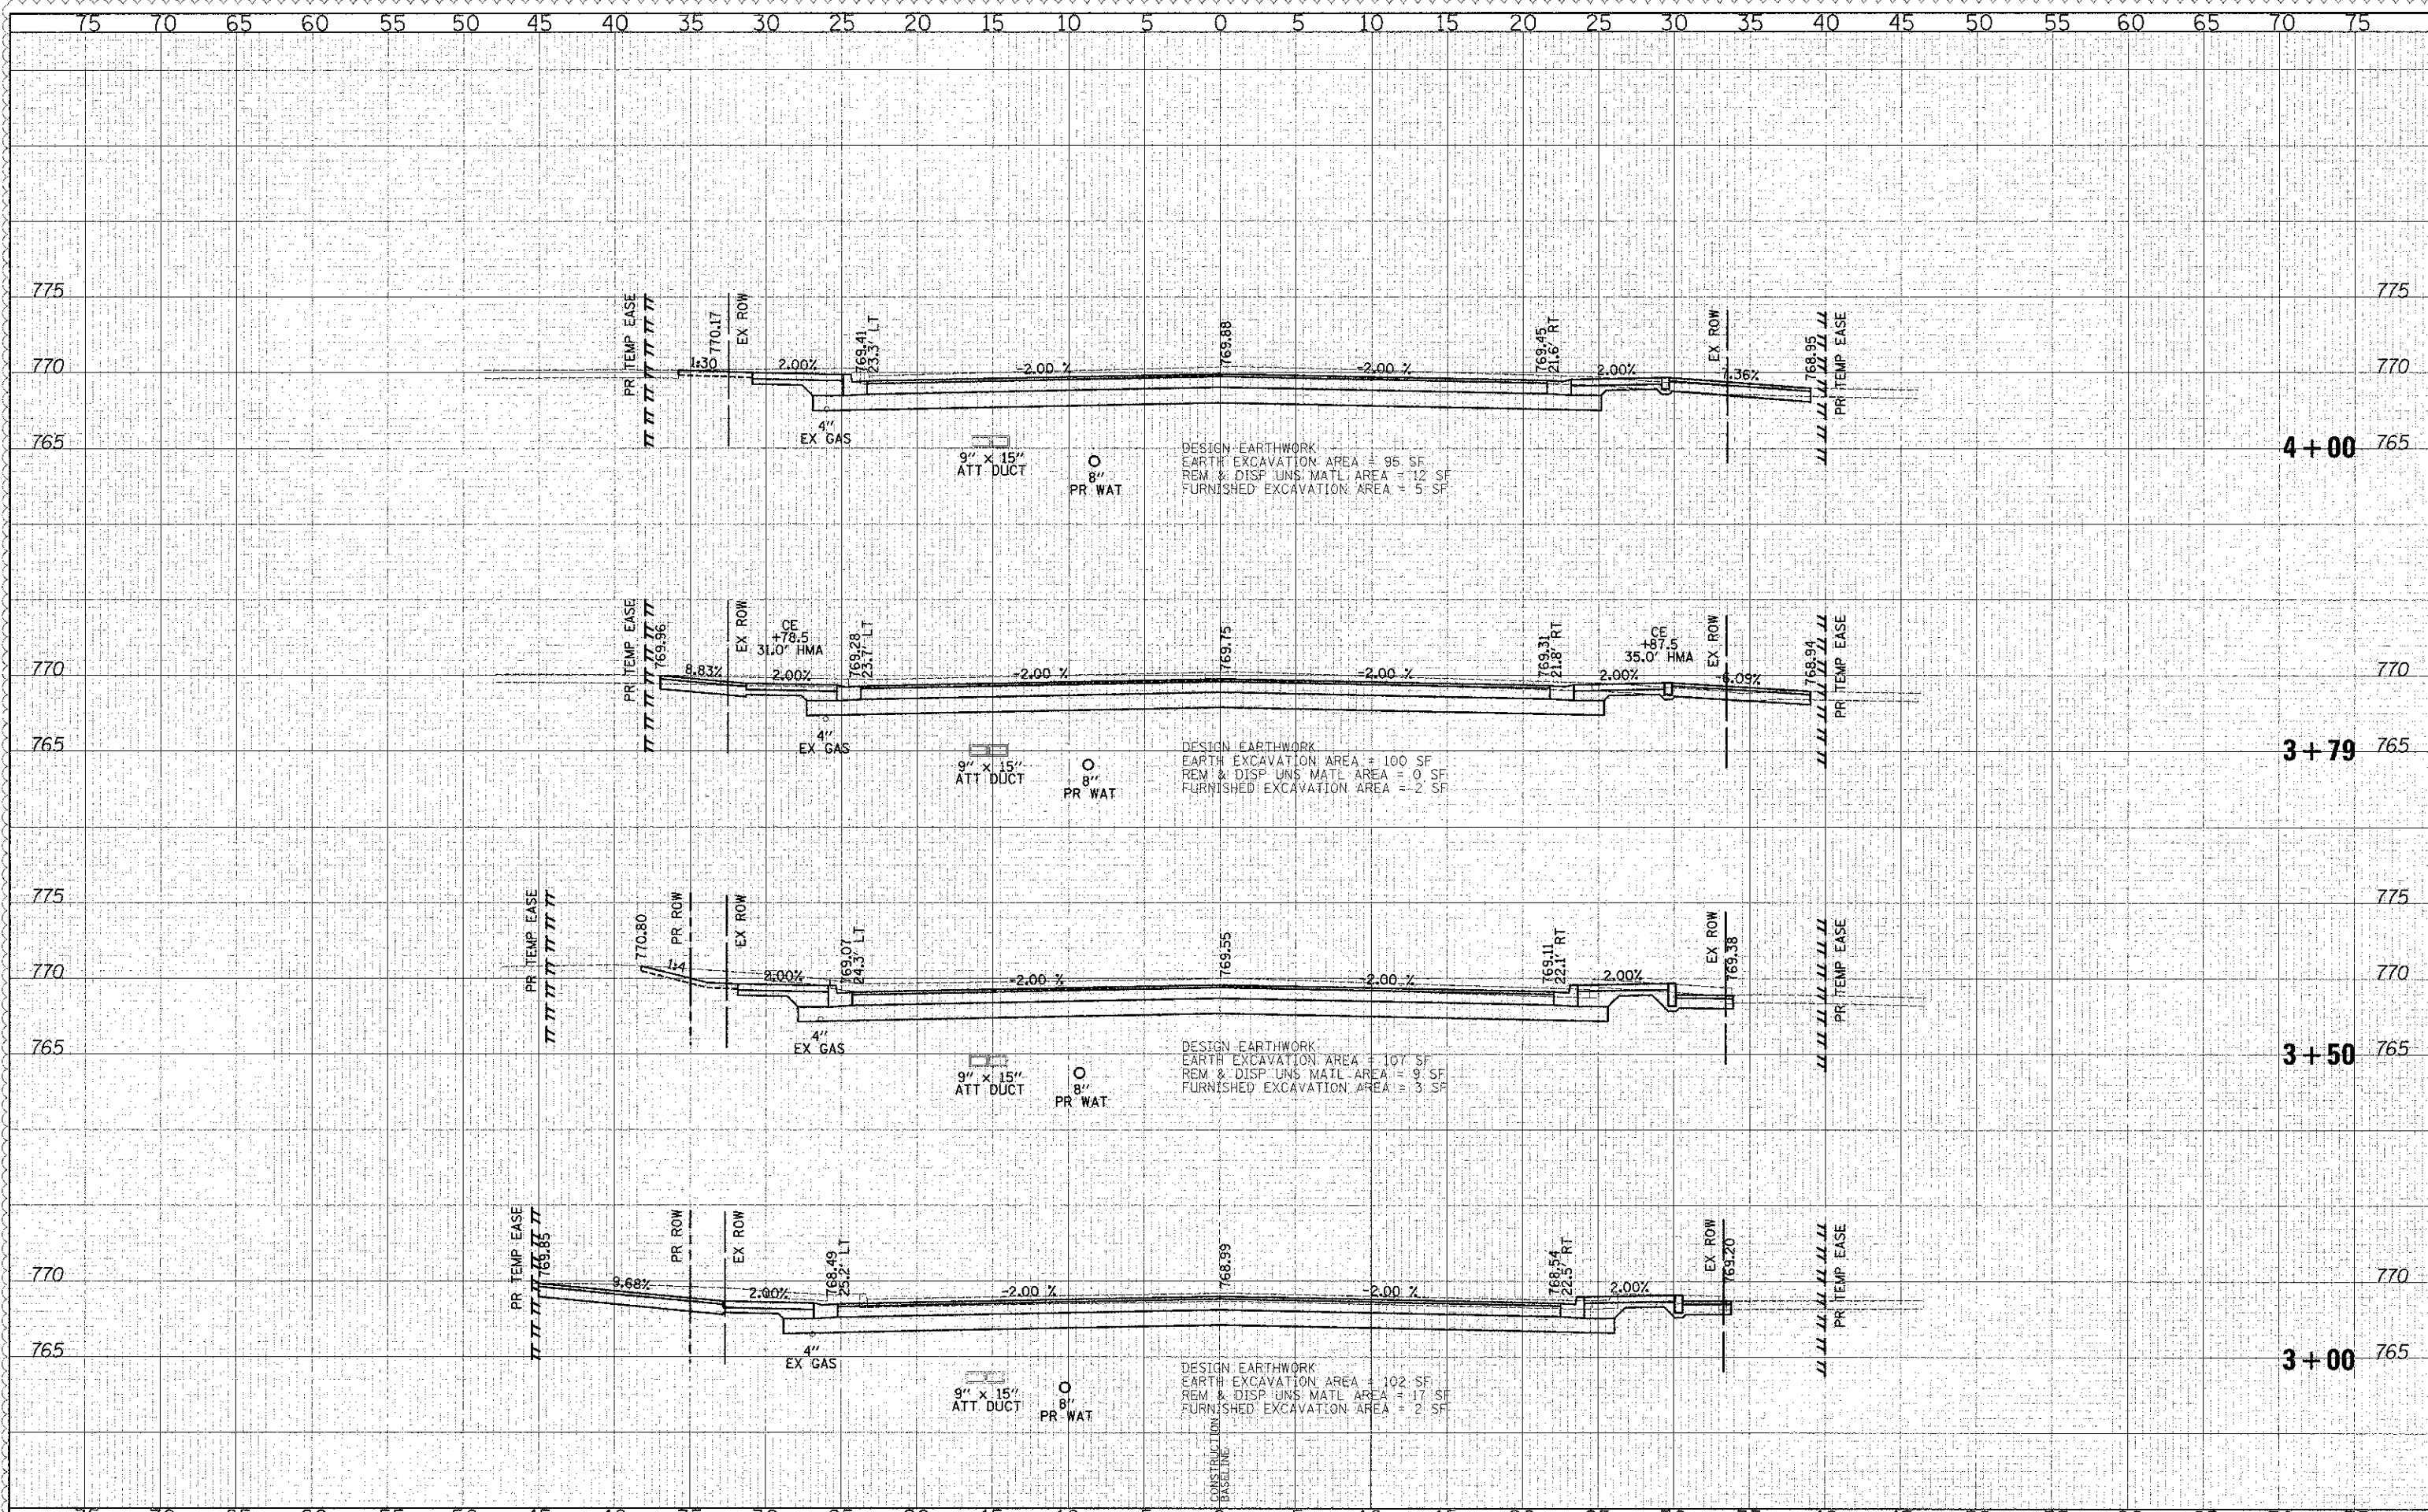 75 70 65 60 55 50 45 40 35 30 25 20 15 10 5 0 5 10 15 20 25 30 35 40 45 50 55 60 65 70 75
775
775
PR TEMP EASE
770.17
EX ROW
769.41
23.3' LT
769.88
769.45
21.6' RT
EX ROW
768.95
PR TEMP EASE
770
1:30
2.00%
-2.00 %
-2.00 %
2.00%
-7.36%
770
765
4"
EX GAS
9" x 15"
ATT DUCT
8"
PR WAT
DESIGN EARTHWORK
EARTH EXCAVATION AREA = 95 SF
REM & DISP UNS MATL AREA = 12 SF
FURNISHED EXCAVATION AREA = 5 SF
4+00
765
PR TEMP EASE
769.96
EX ROW
CE
+78.5
31.0' HMA
769.28
23.7' LT
769.75
769.31
21.8' RT
CE
+87.5
35.0' HMA
EX ROW
768.94
PR TEMP EASE
770
8.83%
2.00%
-2.00 %
-2.00 %
2.00%
-6.09%
770
765
4"
EX GAS
9" x 15"
ATT DUCT
8"
PR WAT
DESIGN EARTHWORK
EARTH EXCAVATION AREA = 100 SF
REM & DISP UNS MATL AREA = 0 SF
FURNISHED EXCAVATION AREA = 2 SF
3+79
765
775
775
PR TEMP EASE
770.80
PR ROW
EX ROW
769.07
24.3' LT
769.55
769.11
22.1' RT
EX ROW
769.38
PR TEMP EASE
770
1:4
2.00%
-2.00 %
-2.00 %
2.00%
770
765
4"
EX GAS
9" x 15"
ATT DUCT
8"
PR WAT
DESIGN EARTHWORK
EARTH EXCAVATION AREA = 107 SF
REM & DISP UNS MATL AREA = 9 SF
FURNISHED EXCAVATION AREA = 3 SF
3+50
765
PR TEMP EASE
769.85
PR ROW
EX ROW
768.49
25.2' LT
768.99
768.54
22.5' RT
EX ROW
769.20
PR TEMP EASE
770
9.68%
2.00%
-2.00 %
-2.00 %
2.00%
770
765
4"
EX GAS
9" x 15"
ATT DUCT
8"
PR WAT
DESIGN EARTHWORK
EARTH EXCAVATION AREA = 102 SF
REM & DISP UNS MATL AREA = 17 SF
FURNISHED EXCAVATION AREA = 2 SF
3+00
765
CONSTRUCTION
BASELINE